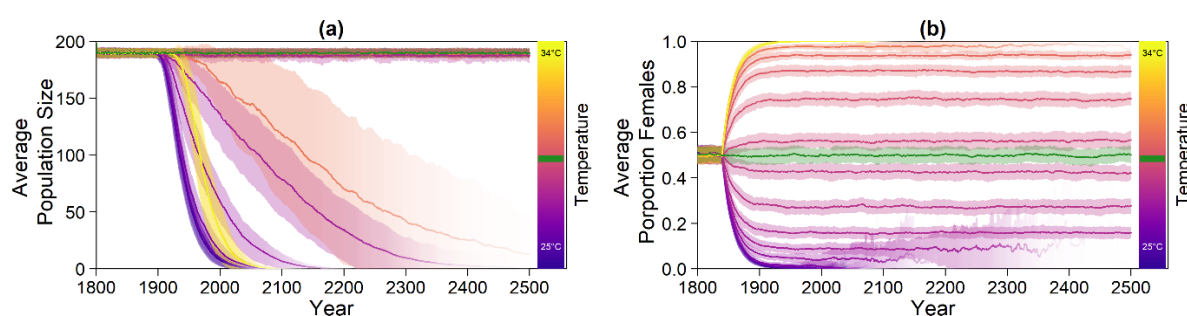 (a)
Average
Population Size
200
150
100
50
0
1800 1900 2000 2100 2200 2300 2400 2500
Year
34°C
25°C
Temperature
(b)
Average
Porportion Females
1.0
0.8
0.6
0.4
0.2
0.0
1800 1900 2000 2100 2200 2300 2400 2500
Year
34°C
25°C
Temperature